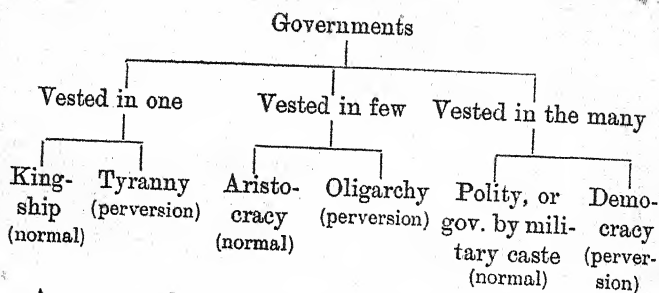 Governments
Vested in one Vested in few Vested in the many
King- Tyranny Aristo- Oligarchy Polity, or Demo-
ship (perversion) cracy (perversion) gov. by mili- cracy
(normal) (normal) tary caste (perver-
(normal) sion)